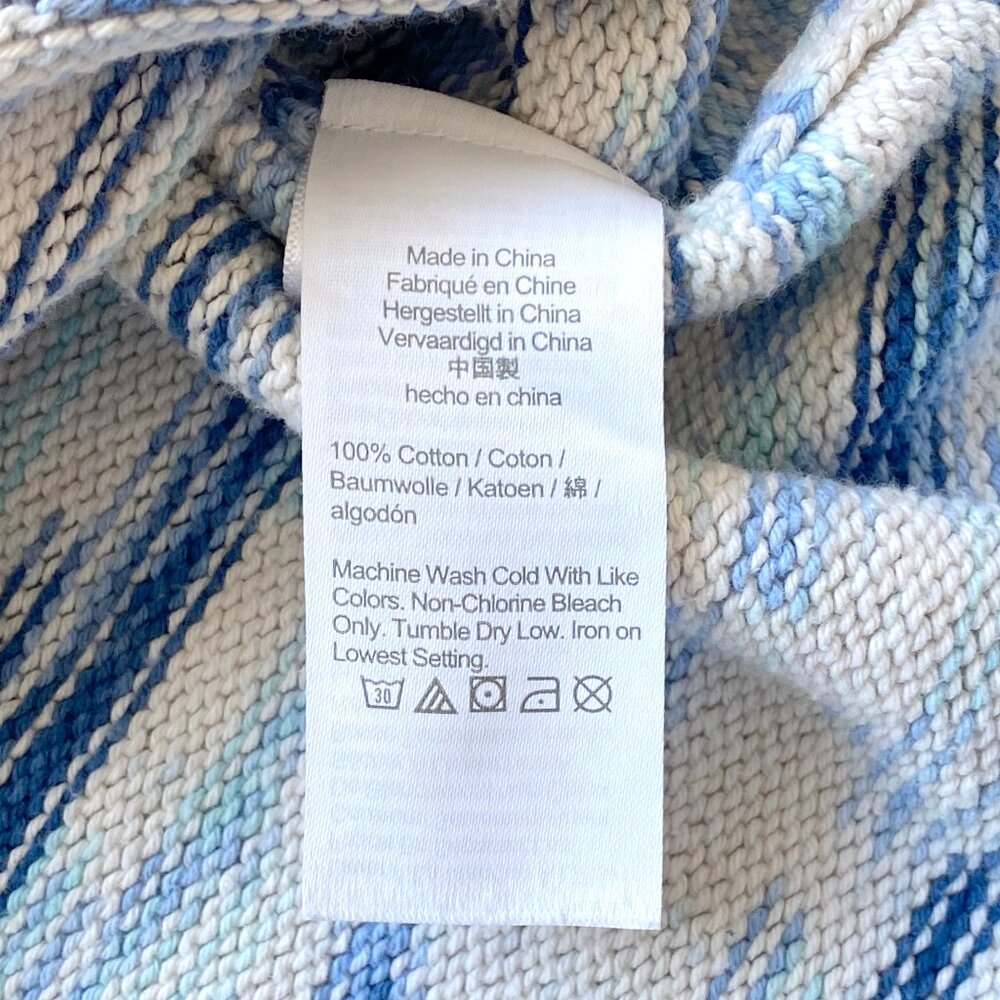 Made in China
Fabriqué en Chine
Hergestellt in China
Vervaardigd in China
中国製
hecho en china
100% Cotton / Coton /
Baumwolle / Katoen / 綿 /
algodón
Machine Wash Cold With Like
Colors. Non-Chlorine Bleach
Only. Tumble Dry Low. Iron on
Lowest Setting.
30